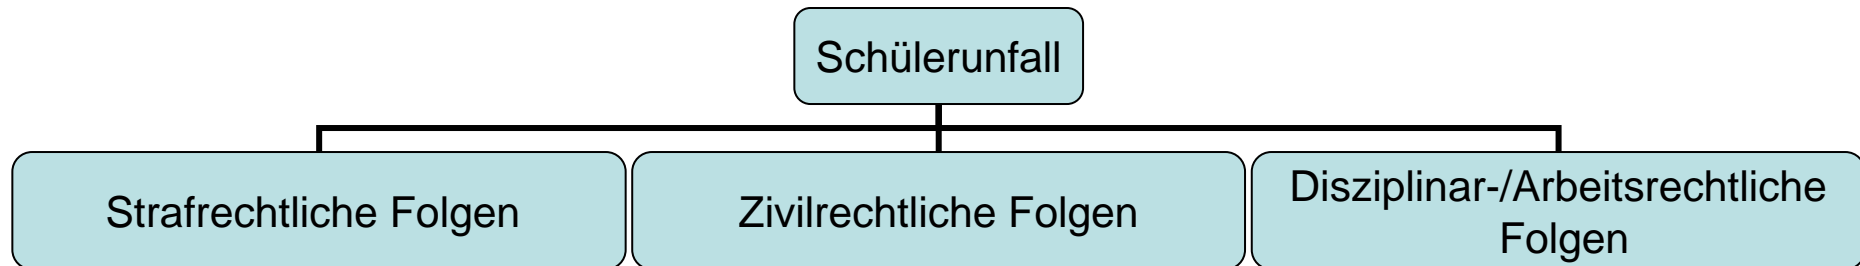 Schülerunfall
Strafrechtliche Folgen
Zivilrechtliche Folgen
Disziplinar-/Arbeitsrechtliche
Folgen